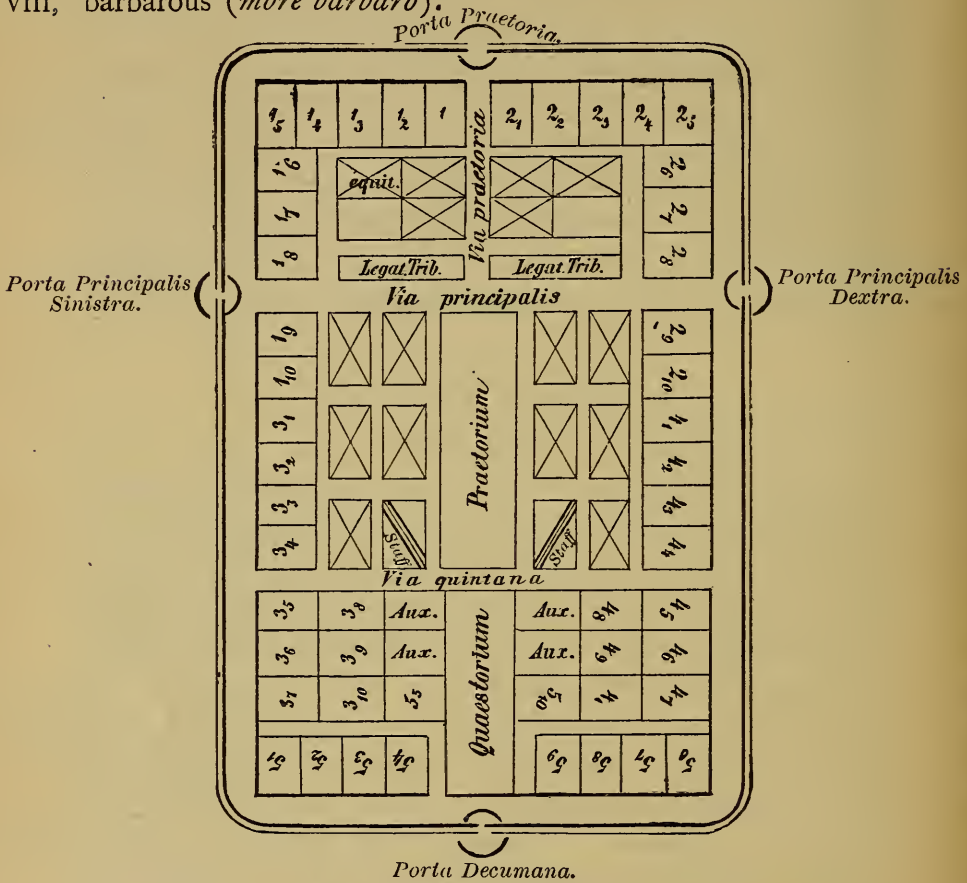 viii, "barbarous (more barbaro).
Porta Praetoria.
1₅ 1₄ 1₃ 1₂ 1 2₁ 2₂ 2₃ 2₄ 2₅
1₆ equit. 2₆
1₇ Via praetoria 2₇
1₈ Legat. Trib. Legat. Trib. 2₈
Porta Principalis
Sinistra.
Via principalis
Porta Principalis
Dextra.
1₉ 2₉
1₁₀ 2₁₀
3₁ 4₁
3₂ Praetorium 4₂
3₃ 4₃
3₄ Staff Staff 4₄
Via quintana
3₅ 3₈ Aux. Aux. 4₈ 4₅
3₆ 3₉ Aux. Quaestorium Aux. 4₉ 4₆
3₇ 3₁₀ 5₅ 5₁₀ 4₁ 4₇
5₁ 5₂ 5₃ 5₄ 5₉ 5₈ 5₇ 5₆
Porta Decumana.